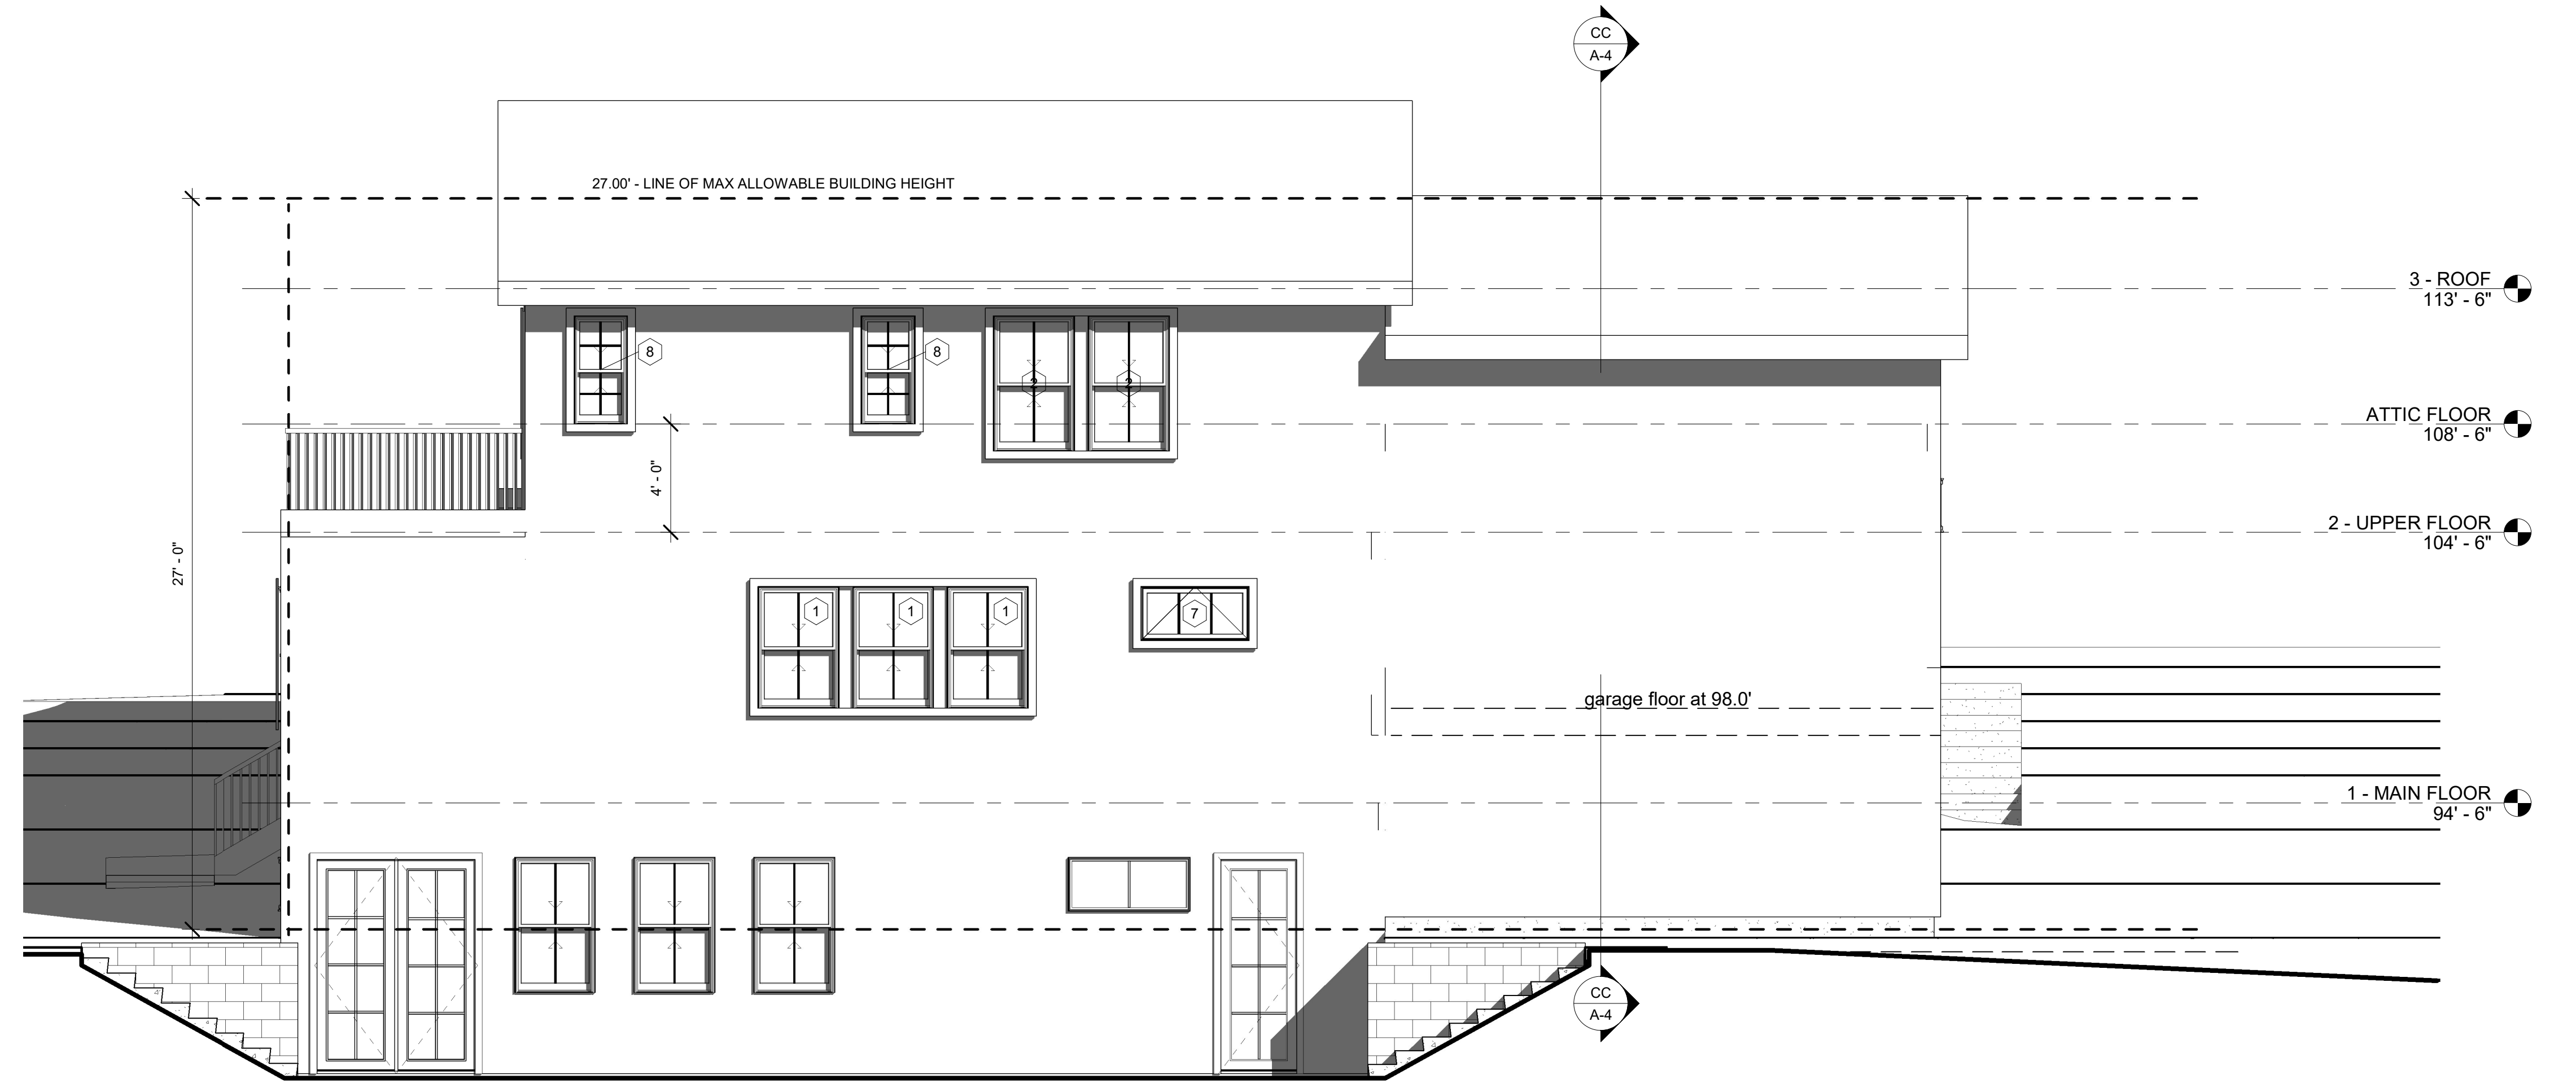 CC
A-4
27.00' - LINE OF MAX ALLOWABLE BUILDING HEIGHT
3 - ROOF
113' - 6"
8
8
2
2
ATTIC FLOOR
108' - 6"
4' - 0"
2 - UPPER FLOOR
104' - 6"
27' - 0"
1
1
1
7
garage floor at 98.0'
1 - MAIN FLOOR
94' - 6"
CC
A-4